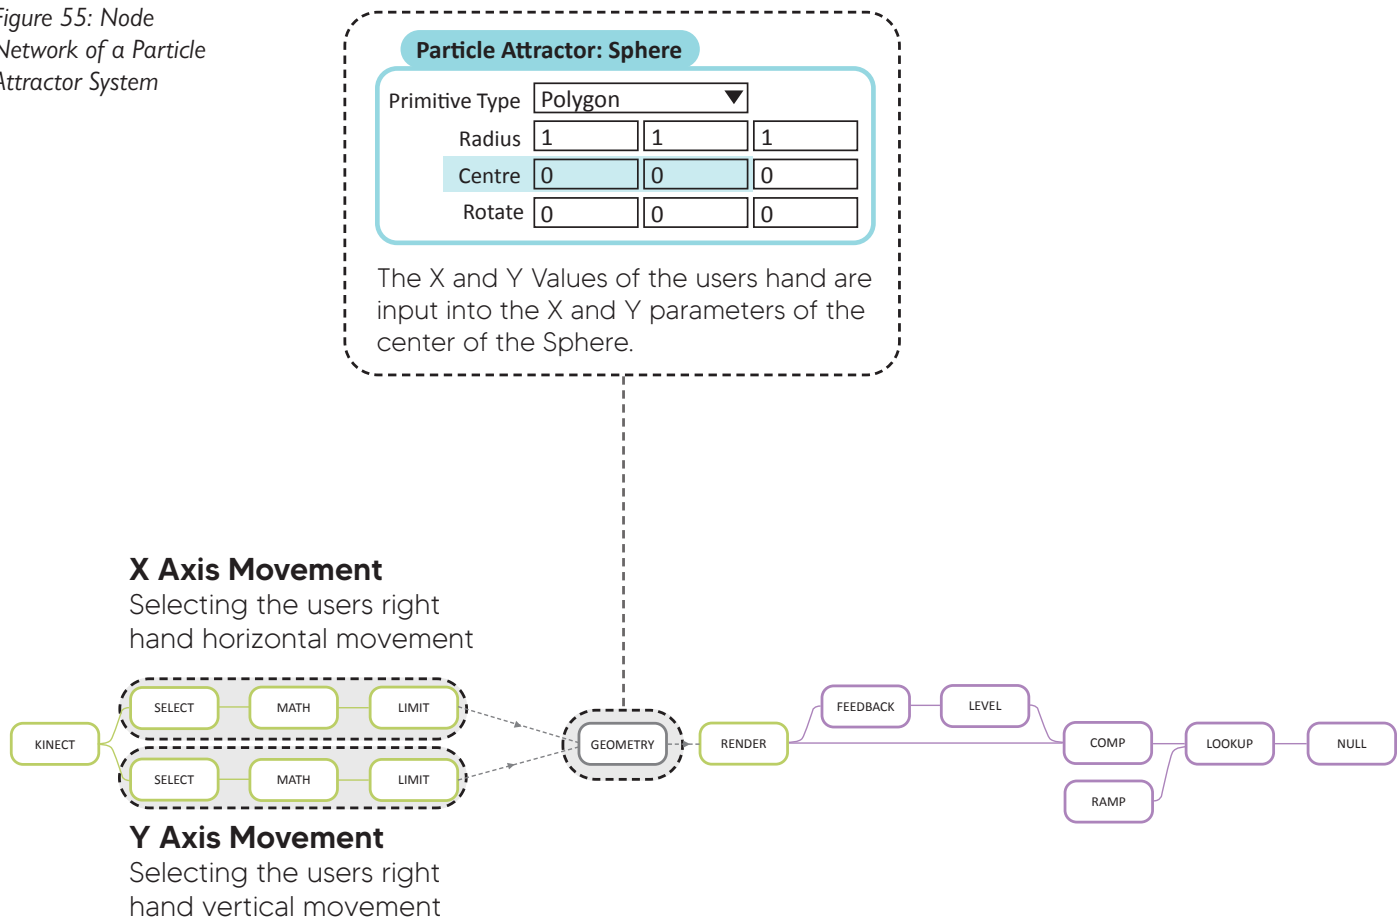 Figure 55: Node
Network of a Particle
Attractor System
Particle Attractor: Sphere
Primitive Type Polygon
Radius 1 1 1
Centre 0 0 0
Rotate 0 0 0
The X and Y Values of the users hand are
input into the X and Y parameters of the
center of the Sphere.
X Axis Movement
Selecting the users right
hand horizontal movement
SELECT MATH LIMIT
FEEDBACK LEVEL
KINECT GEOMETRY RENDER COMP LOOKUP NULL
SELECT MATH LIMIT
RAMP
Y Axis Movement
Selecting the users right
hand vertical movement